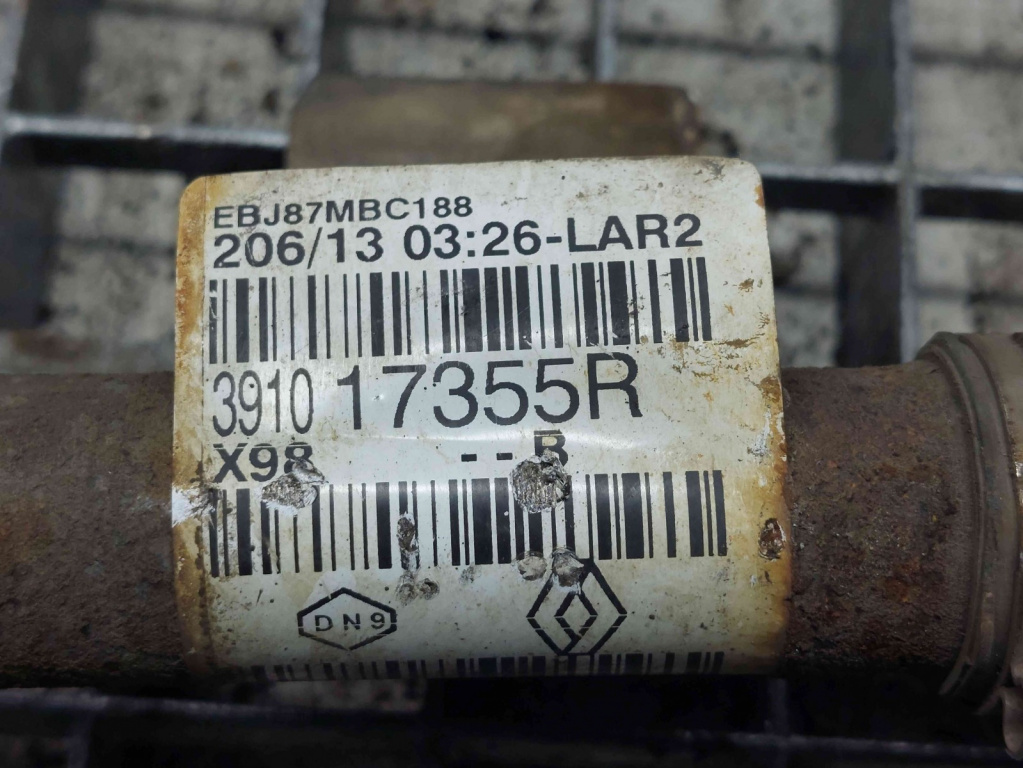 EBJ87MBC188
206/13 03:26-LAR2
3910 17355R
X98 -- B
DN9